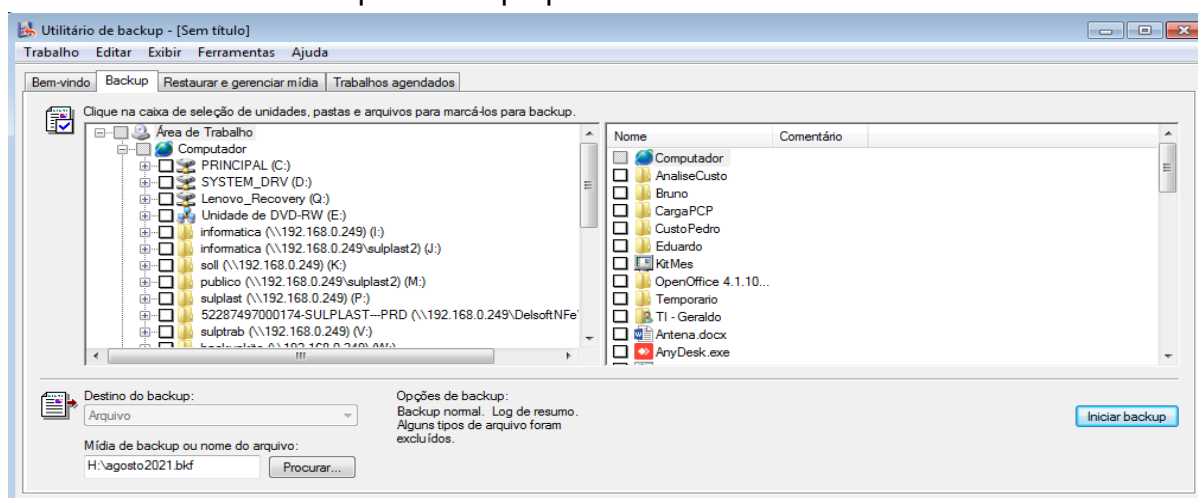 Utilitário de backup - [Sem título]
Trabalho Editar Exibir Ferramentas Ajuda
Bem-vindo Backup Restaurar e gerenciar mídia Trabalhos agendados
Clique na caixa de seleção de unidades, pastas e arquivos para marcá-los para backup.
Área de Trabalho
Computador
PRINCIPAL (C:)
SYSTEM_DRV (D:)
Lenovo_Recovery (Q:)
Unidade de DVD-RW (E:)
informatica (\\192.168.0.249) (I:)
informatica (\\192.168.0.249\sulplast2) (J:)
soll (\\192.168.0.249) (K:)
publico (\\192.168.0.249\sulplast2) (M:)
sulplast (\\192.168.0.249) (P:)
52287497000174-SULPLAST---PRD (\\192.168.0.249\DelsoftNFe
sulptrab (\\192.168.0.249) (V:)
Nome Comentário
Computador
AnaliseCusto
Bruno
CargaPCP
CustoPedro
Eduardo
KitMes
OpenOffice 4.1.10...
Temporario
TI - Geraldo
Antena.docx
AnyDesk.exe
Destino do backup:
Arquivo
Mídia de backup ou nome do arquivo:
H:\agosto2021.bkf Procurar...
Opções de backup:
Backup normal. Log de resumo.
Alguns tipos de arquivo foram
excluídos.
Iniciar backup